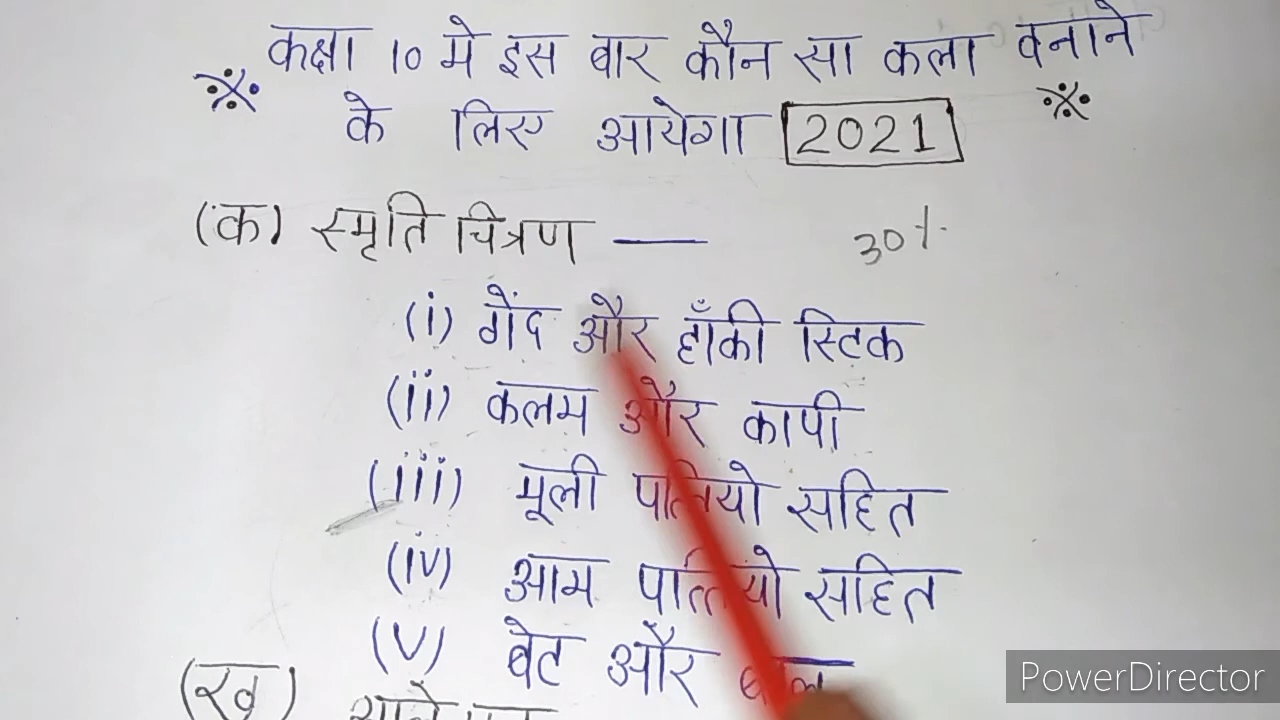 कक्षा 10 मे इस बार कौन सा कला वनाने
के लिए आयेगा 2021
(क) स्मृति चित्रण — 30%
(i) गेंद और हाँकी स्टिक
(ii) कलम और कापी
(iii) मूली पत्तियो सहित
(iv) आम पत्तियो सहित
(V) बेट और बाल
(ख)
PowerDirector